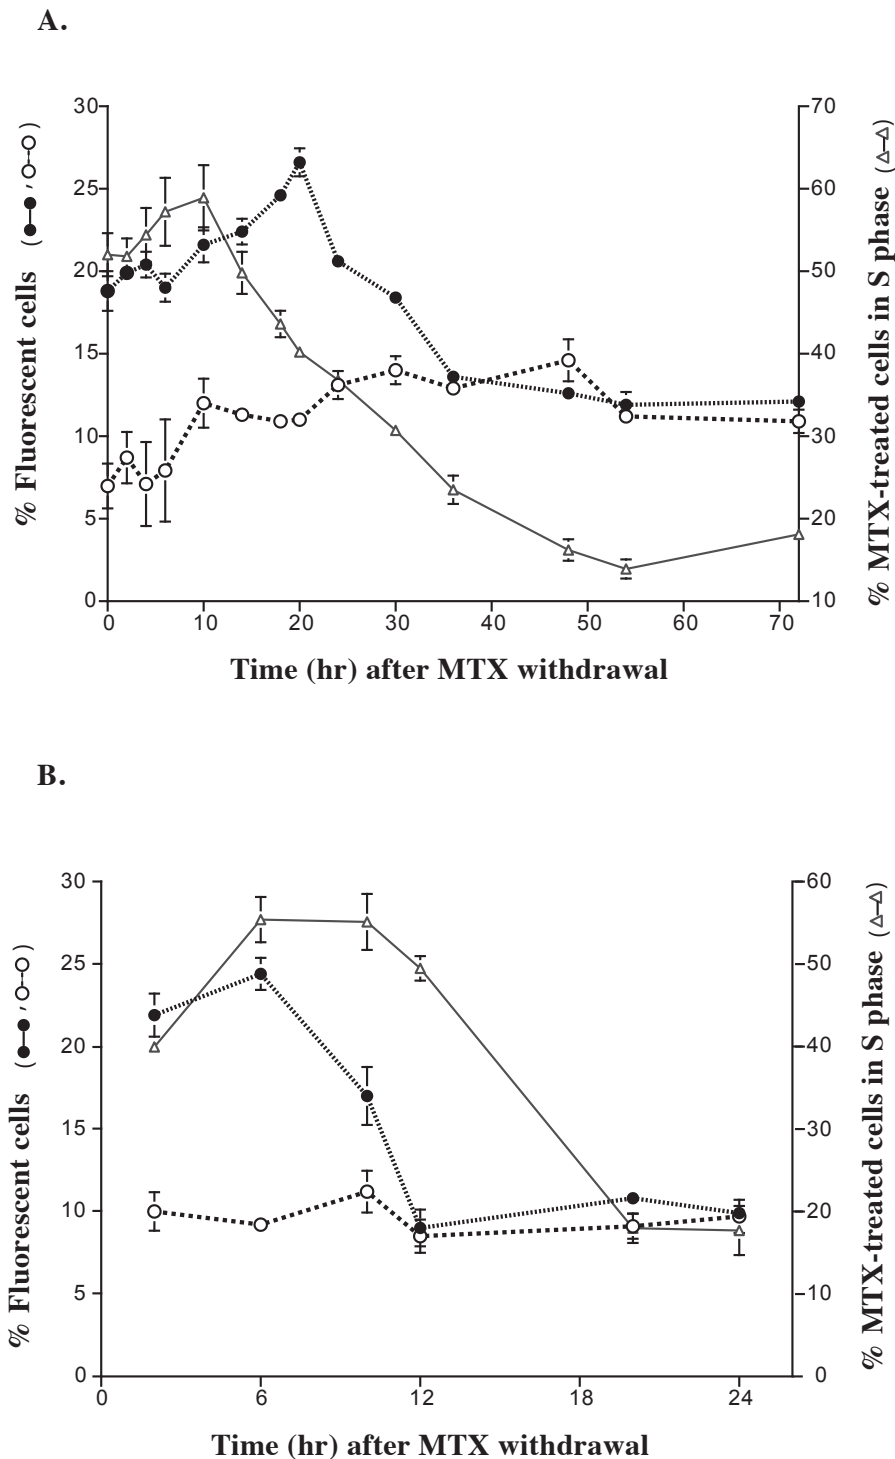 A.
% Fluorescent cells (●—●, ○--○)
30
25
20
15
10
5
0
% MTX-treated cells in S phase (△–△)
70
60
50
40
30
20
10
0 10 20 30 40 50 60 70
Time (hr) after MTX withdrawal
B.
% Fluorescent cells (●—●, ○--○)
30
25
20
15
10
5
0
% MTX-treated cells in S phase (△–△)
60
50
40
30
20
10
0
0 6 12 18 24
Time (hr) after MTX withdrawal